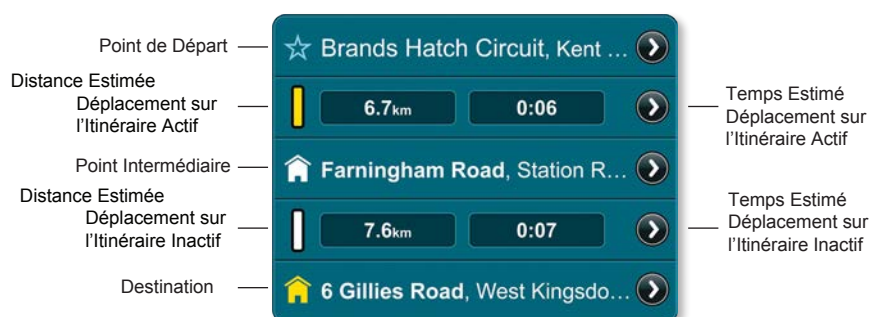 Point de Départ
☆ Brands Hatch Circuit, Kent ...
Distance Estimée
Déplacement sur
l'Itinéraire Actif
6.7km 0:06
Temps Estimé
Déplacement sur
l'Itinéraire Actif
Point Intermédiaire
Farningham Road, Station R...
Distance Estimée
Déplacement sur
l'Itinéraire Inactif
7.6km 0:07
Temps Estimé
Déplacement sur
l'Itinéraire Inactif
Destination
6 Gillies Road, West Kingsdo...